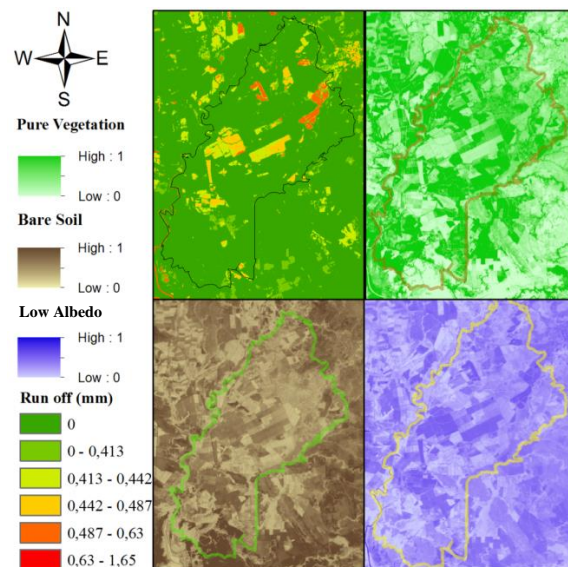 N
W E
S
Pure Vegetation
High : 1
Low : 0
Bare Soil
High : 1
Low : 0
Low Albedo
High : 1
Low : 0
Run off (mm)
0
0 - 0,413
0,413 - 0,442
0,442 - 0,487
0,487 - 0,63
0,63 - 1,65